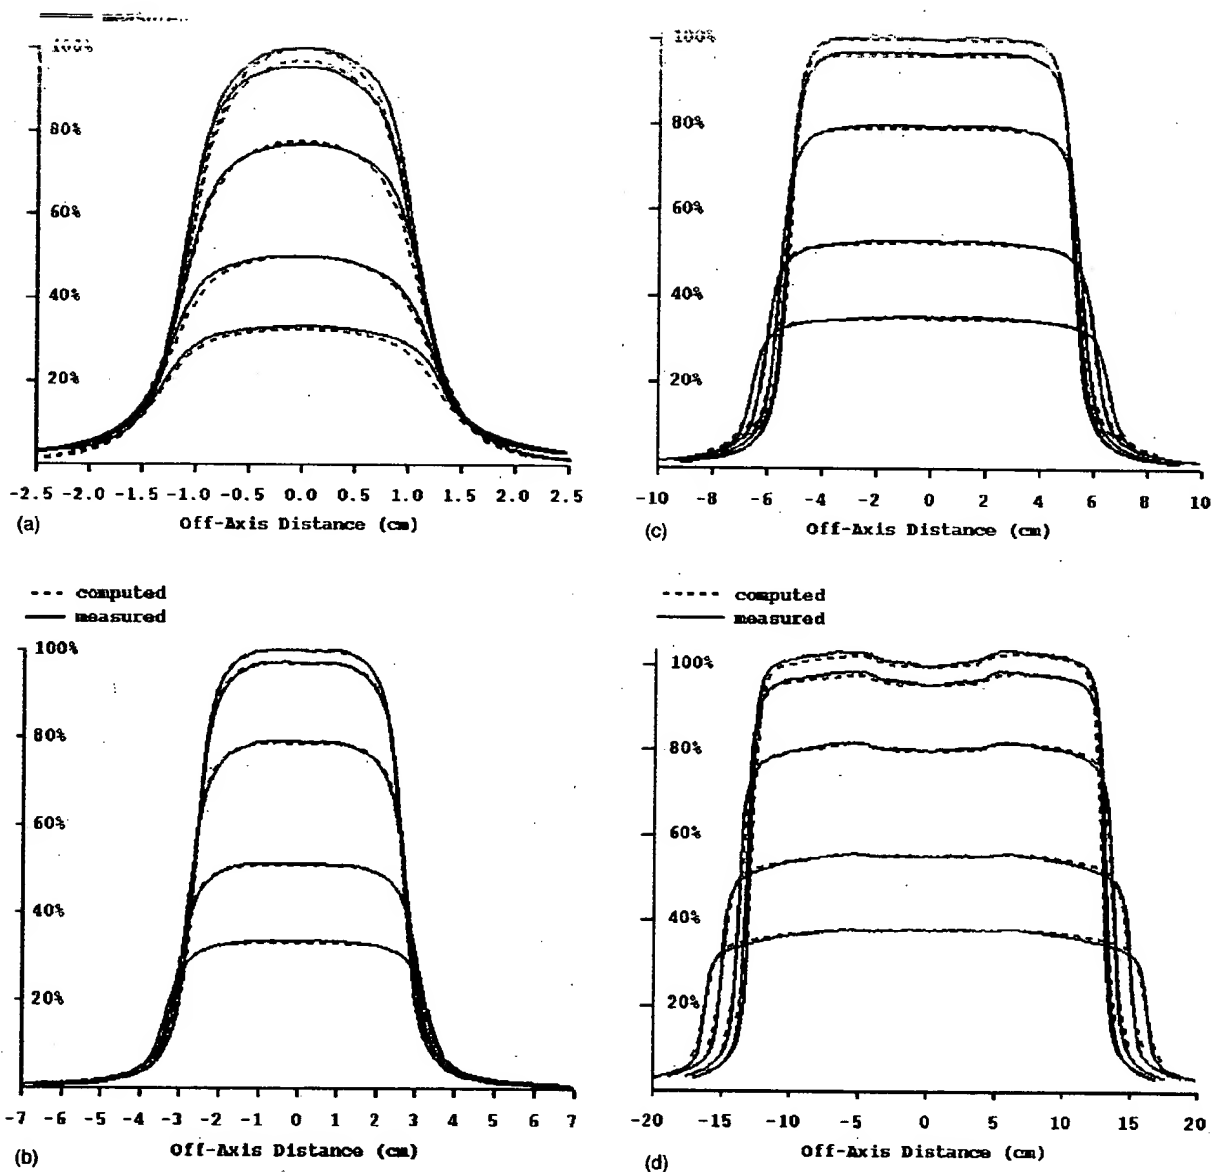 100%
80%
60%
40%
20%
-2.5 -2.0 -1.5 -1.0 -0.5 0.0 0.5 1.0 1.5 2.0 2.5
Off-Axis Distance (cm)
(a)
100%
80%
60%
40%
20%
-10 -8 -6 -4 -2 0 2 4 6 8 10
Off-Axis Distance (cm)
(c)
computed
measured
100%
80%
60%
40%
20%
-7 -6 -5 -4 -3 -2 -1 0 1 2 3 4 5 6 7
Off-Axis Distance (cm)
(b)
computed
measured
100%
80%
60%
40%
20%
-20 -15 -10 -5 0 5 10 15 20
Off-Axis Distance (cm)
(d)